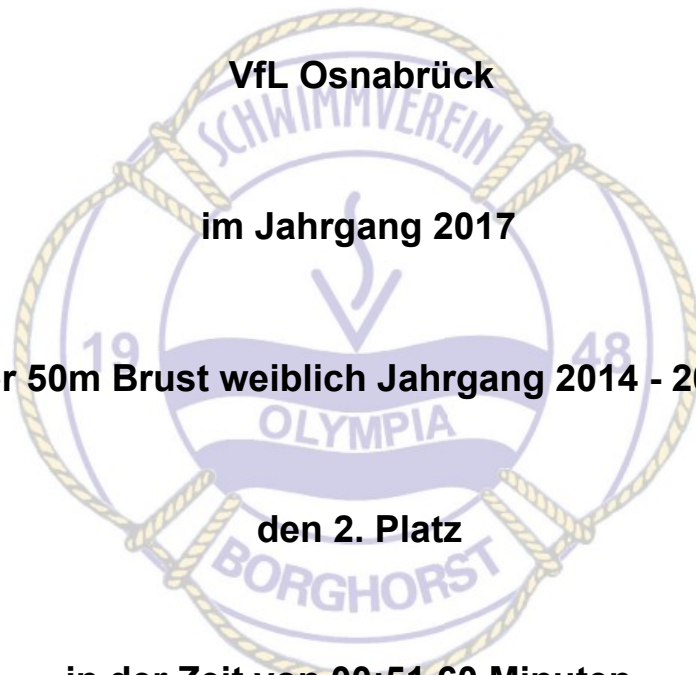 VfL Osnabrück
SCHWIMMVEREIN
im Jahrgang 2017
19 48
50m Brust weiblich Jahrgang 2014 -
OLYMPIA
den 2. Platz
BORGHORST
in der Zeit von 00:51,60 Minuten